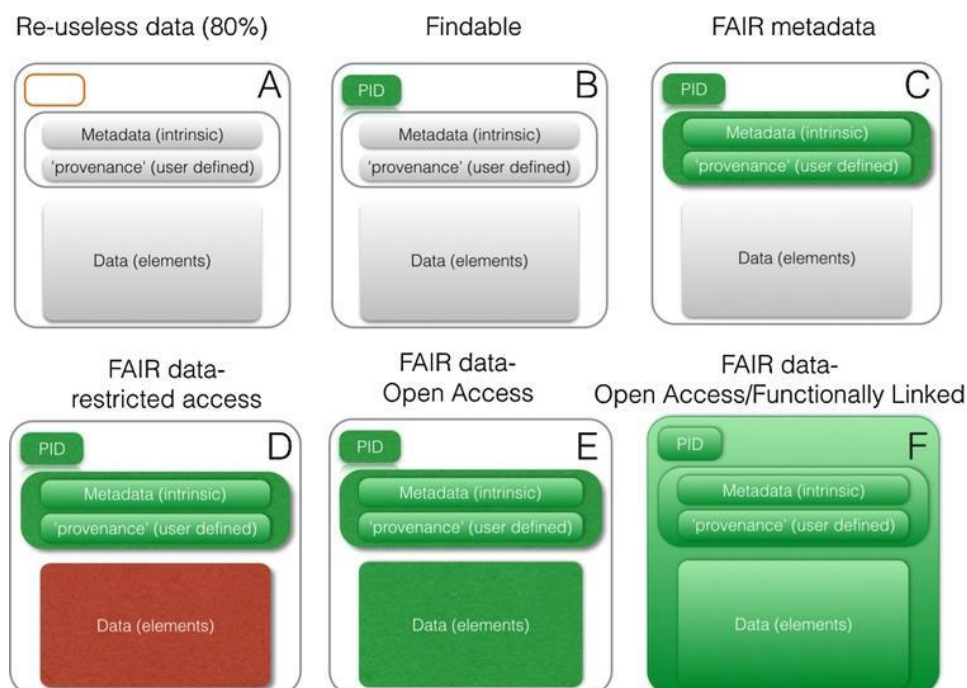 Re-useless data (80%)
Findable
FAIR metadata
A
Metadata (intrinsic)
'provenance' (user defined)
Data (elements)
PID
B
Metadata (intrinsic)
'provenance' (user defined)
Data (elements)
PID
C
Metadata (intrinsic)
'provenance' (user defined)
Data (elements)
FAIR data-
restricted access
FAIR data-
Open Access
FAIR data-
Open Access/Functionally Linked
PID
D
Metadata (intrinsic)
'provenance' (user defined)
Data (elements)
PID
E
Metadata (intrinsic)
'provenance' (user defined)
Data (elements)
PID
F
Metadata (intrinsic)
'provenance' (user defined)
Data (elements)